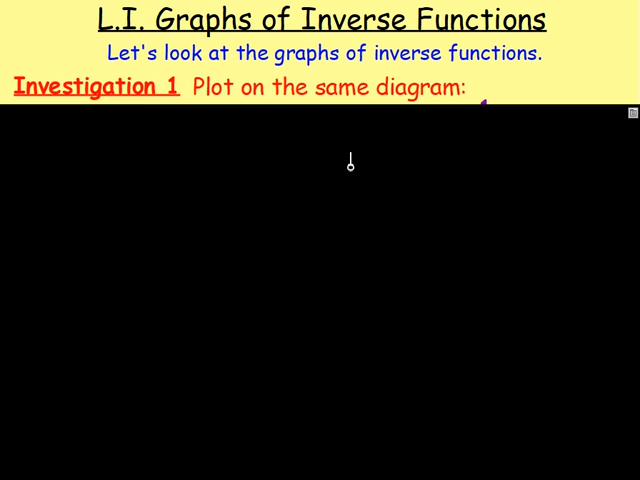 L.I. Graphs of Inverse Functions
Let's look at the graphs of inverse functions.
Investigation 1 Plot on the same diagram: